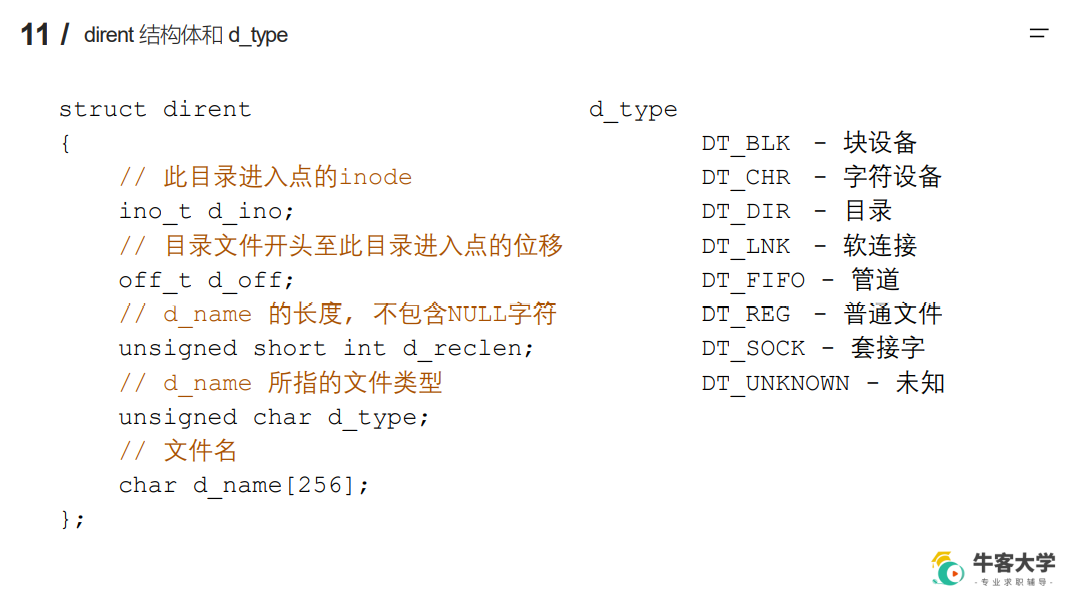 11 / dirent 结构体和 d_type
struct dirent
{
// 此目录进入点的inode
ino_t d_ino;
// 目录文件开头至此目录进入点的位移
off_t d_off;
// d_name 的长度, 不包含NULL字符
unsigned short int d_reclen;
// d_name 所指的文件类型
unsigned char d_type;
// 文件名
char d_name[256];
};
d_type
DT_BLK - 块设备
DT_CHR - 字符设备
DT_DIR - 目录
DT_LNK - 软连接
DT_FIFO - 管道
DT_REG - 普通文件
DT_SOCK - 套接字
DT_UNKNOWN - 未知
牛客大学
·专业求职辅导·